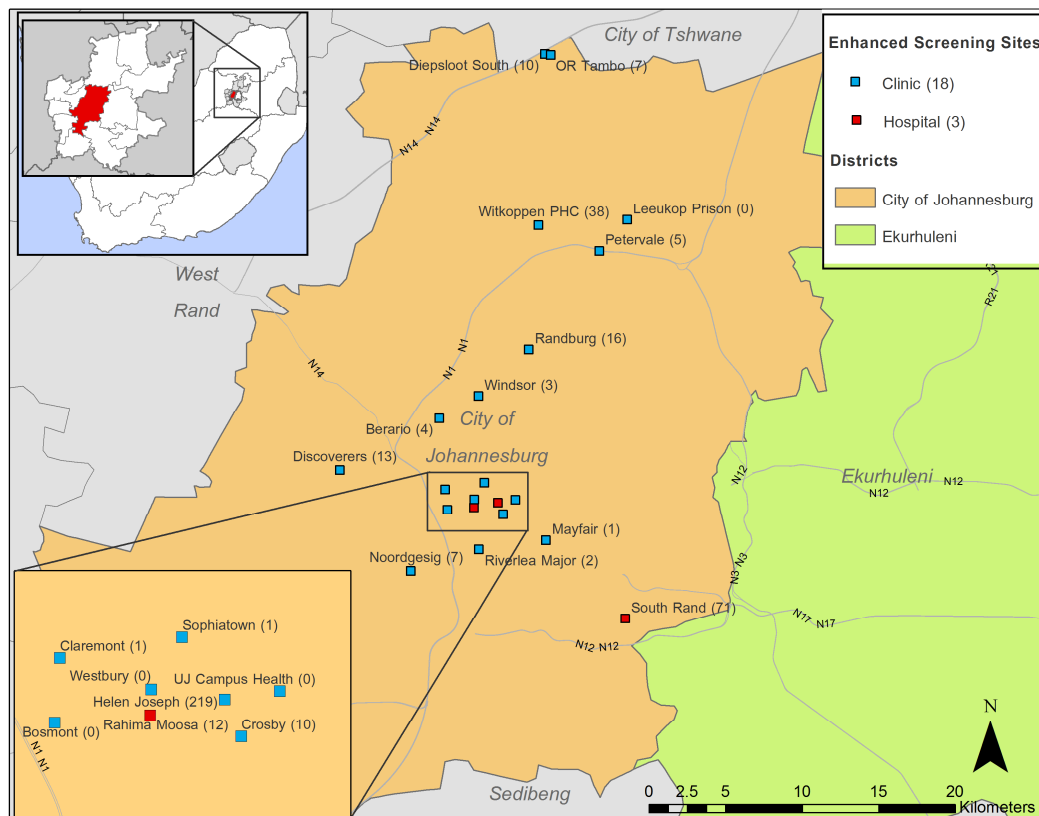 City of Tshwane
Diepsloot South (10)
OR Tambo (7)
N14
N14
Enhanced Screening Sites
Clinic (18)
Hospital (3)
Districts
City of Johannesburg
Ekurhuleni
Witkoppen PHC (38)
Leeukop Prison (0)
Petervale (5)
West
Rand
R21
R21
N14
N1
N1
Randburg (16)
Windsor (3)
Berario (4)
City of
Johannesburg
Discoverers (13)
Ekurhuleni
N12
N12
N12
Mayfair (1)
Riverlea Major (2)
Noordgesig (7)
N3
N3
South Rand (71)
N17
N17
N12 N12
Sophiatown (1)
Claremont (1)
Westbury (0)
UJ Campus Health (0)
Helen Joseph (219)
Rahima Moosa (12)
Crosby (10)
Bosmont (0)
N1
N1
N
Sedibeng
0 2.5 5 10 15 20
Kilometers